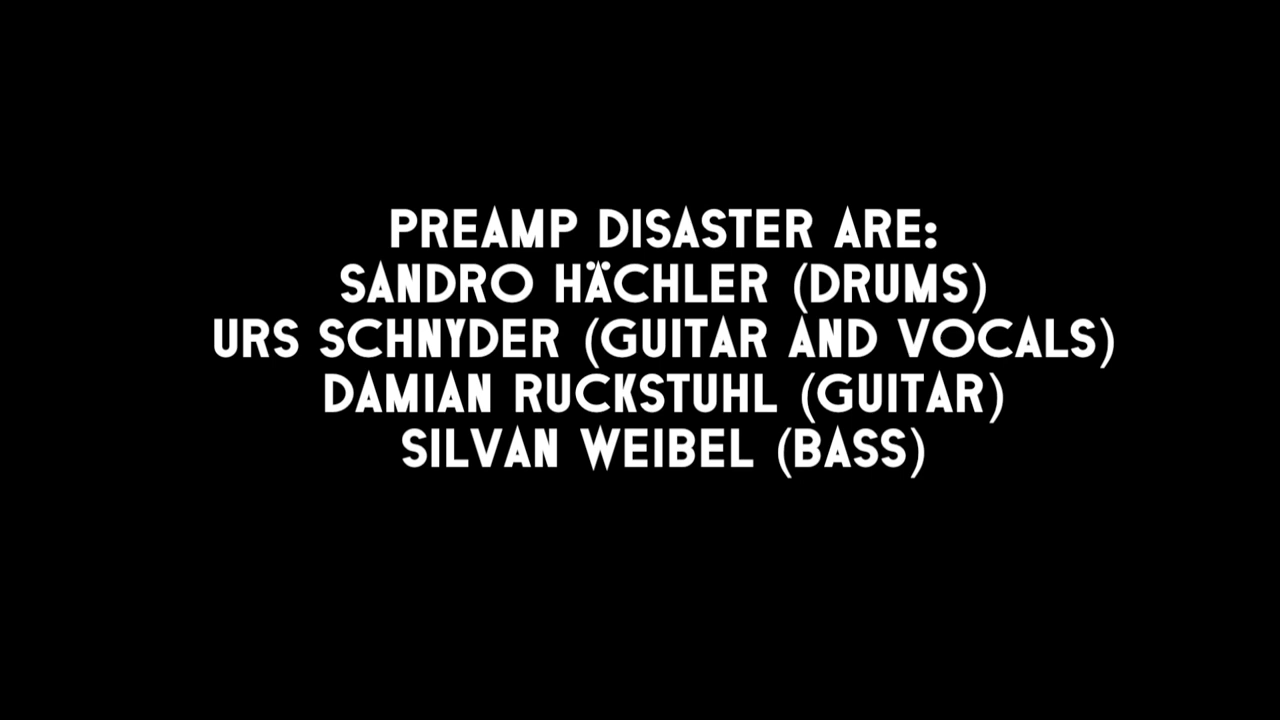 PREAMP DISASTER ARE:
SANDRO HÄCHLER (DRUMS)
URS SCHNYDER (GUITAR AND VOCALS)
DAMIAN RUCKSTUHL (GUITAR)
SILVAN WEIBEL (BASS)